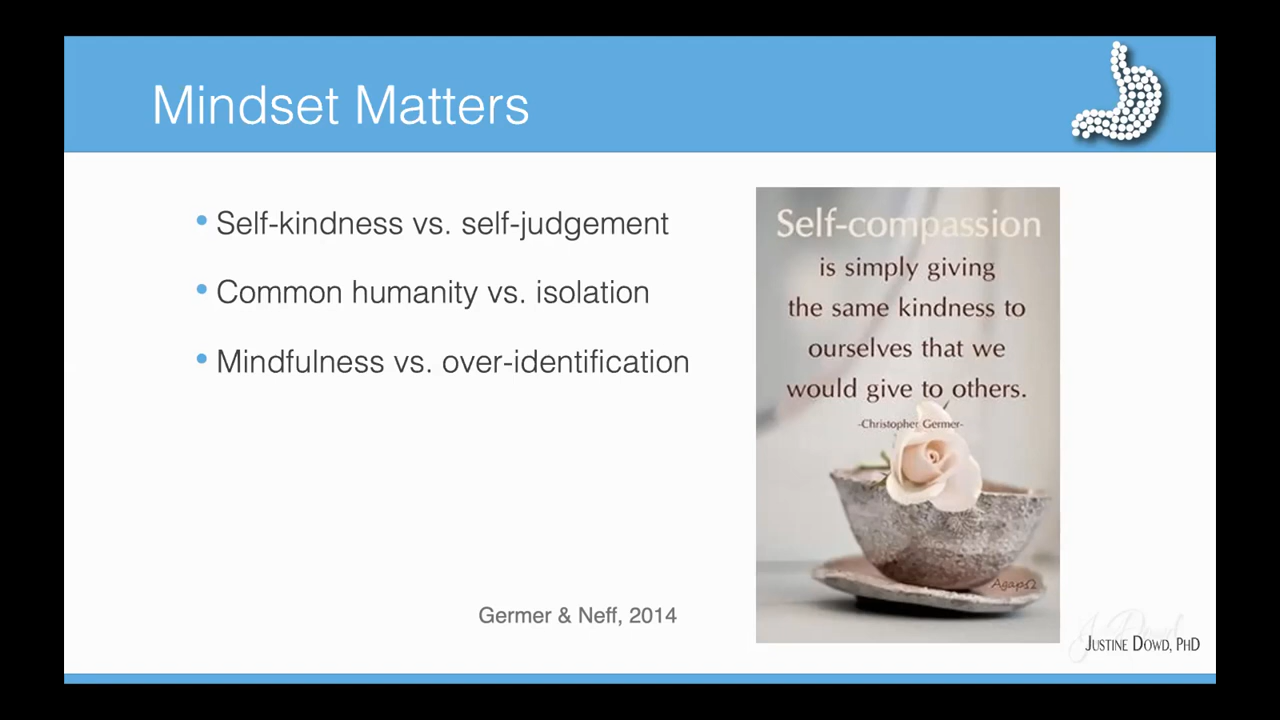 Mindset Matters
• Self-kindness vs. self-judgement
• Common humanity vs. isolation
• Mindfulness vs. over-identification
Self-compassion
is simply giving
the same kindness to
ourselves that we
would give to others.
-Christopher Germer-
Germer & Neff, 2014
JUSTINE DOWD, PHD